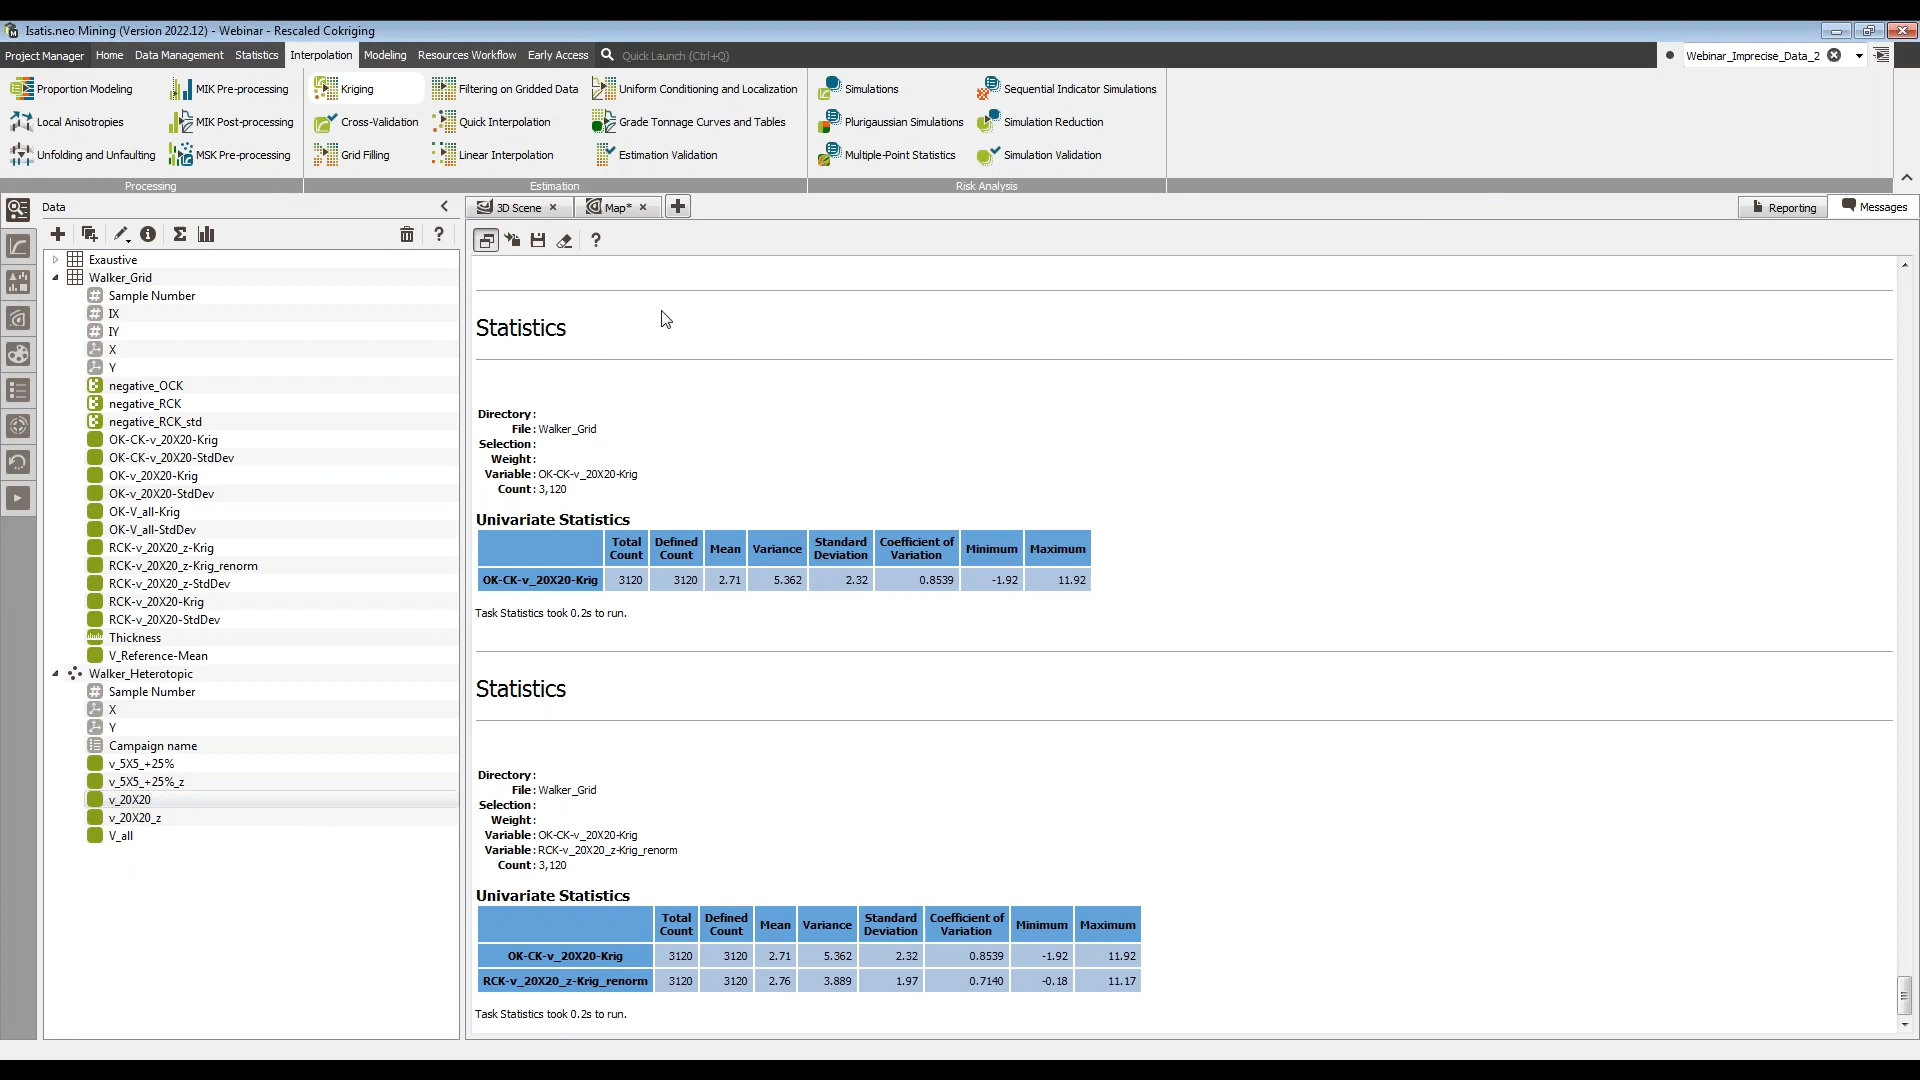 Isatis.neo Mining (Version 2022.12) - Webinar - Rescaled Cokriging
Project Manager Home Data Management Statistics Interpolation Modeling Resources Workflow Early Access Quick Launch (Ctrl+Q) Webinar_Imprecise_Data_2
Proportion Modeling MIK Pre-processing Kriging Filtering on Gridded Data Uniform Conditioning and Localization Simulations Sequential Indicator Simulations
Local Anisotropies MIK Post-processing Cross-Validation Quick Interpolation Grade Tonnage Curves and Tables Plurigaussian Simulations Simulation Reduction
Unfolding and Unfaulting MSK Pre-processing Grid Filling Linear Interpolation Estimation Validation Multiple-Point Statistics Simulation Validation
Processing Estimation Risk Analysis
Data
3D Scene Map* Reporting Messages
Exaustive
Walker_Grid
Sample Number
IX
IY
X
Y
negative_OCK
negative_RCK
negative_RCK_std
OK-CK-v_20X20-Krig
OK-CK-v_20X20-StdDev
OK-v_20X20-Krig
OK-v_20X20-StdDev
OK-V_all-Krig
OK-V_all-StdDev
RCK-v_20X20_z-Krig
RCK-v_20X20_z-Krig_renorm
RCK-v_20X20_z-StdDev
RCK-v_20X20-Krig
RCK-v_20X20-StdDev
Thickness
V_Reference-Mean
Walker_Heterotopic
Sample Number
X
Y
Campaign name
v_5X5_+25%
v_5X5_+25%_z
v_20X20
v_20X20_z
V_all
Statistics
Directory :
File : Walker_Grid
Selection :
Weight :
Variable : OK-CK-v_20X20-Krig
Count : 3,120
Univariate Statistics
Total Count Defined Count Mean Variance Standard Deviation Coefficient of Variation Minimum Maximum
OK-CK-v_20X20-Krig 3120 3120 2.71 5.362 2.32 0.8539 -1.92 11.92
Task Statistics took 0.2s to run.
Statistics
Directory :
File : Walker_Grid
Selection :
Weight :
Variable : OK-CK-v_20X20-Krig
Variable : RCK-v_20X20_z-Krig_renorm
Count : 3,120
Univariate Statistics
Total Count Defined Count Mean Variance Standard Deviation Coefficient of Variation Minimum Maximum
OK-CK-v_20X20-Krig 3120 3120 2.71 5.362 2.32 0.8539 -1.92 11.92
RCK-v_20X20_z-Krig_renorm 3120 3120 2.76 3.889 1.97 0.7140 -0.18 11.17
Task Statistics took 0.2s to run.